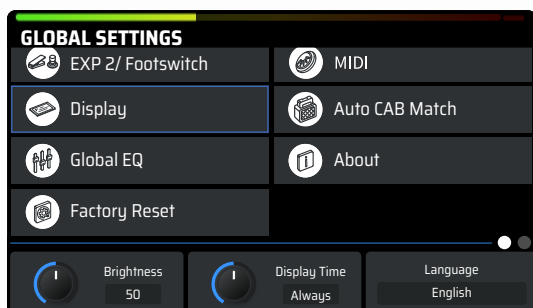 GLOBAL SETTINGS
EXP 2/ Footswitch
MIDI
Display
Auto CAB Match
Global EQ
About
Factory Reset
Brightness
50
Display Time
Always
Language
English